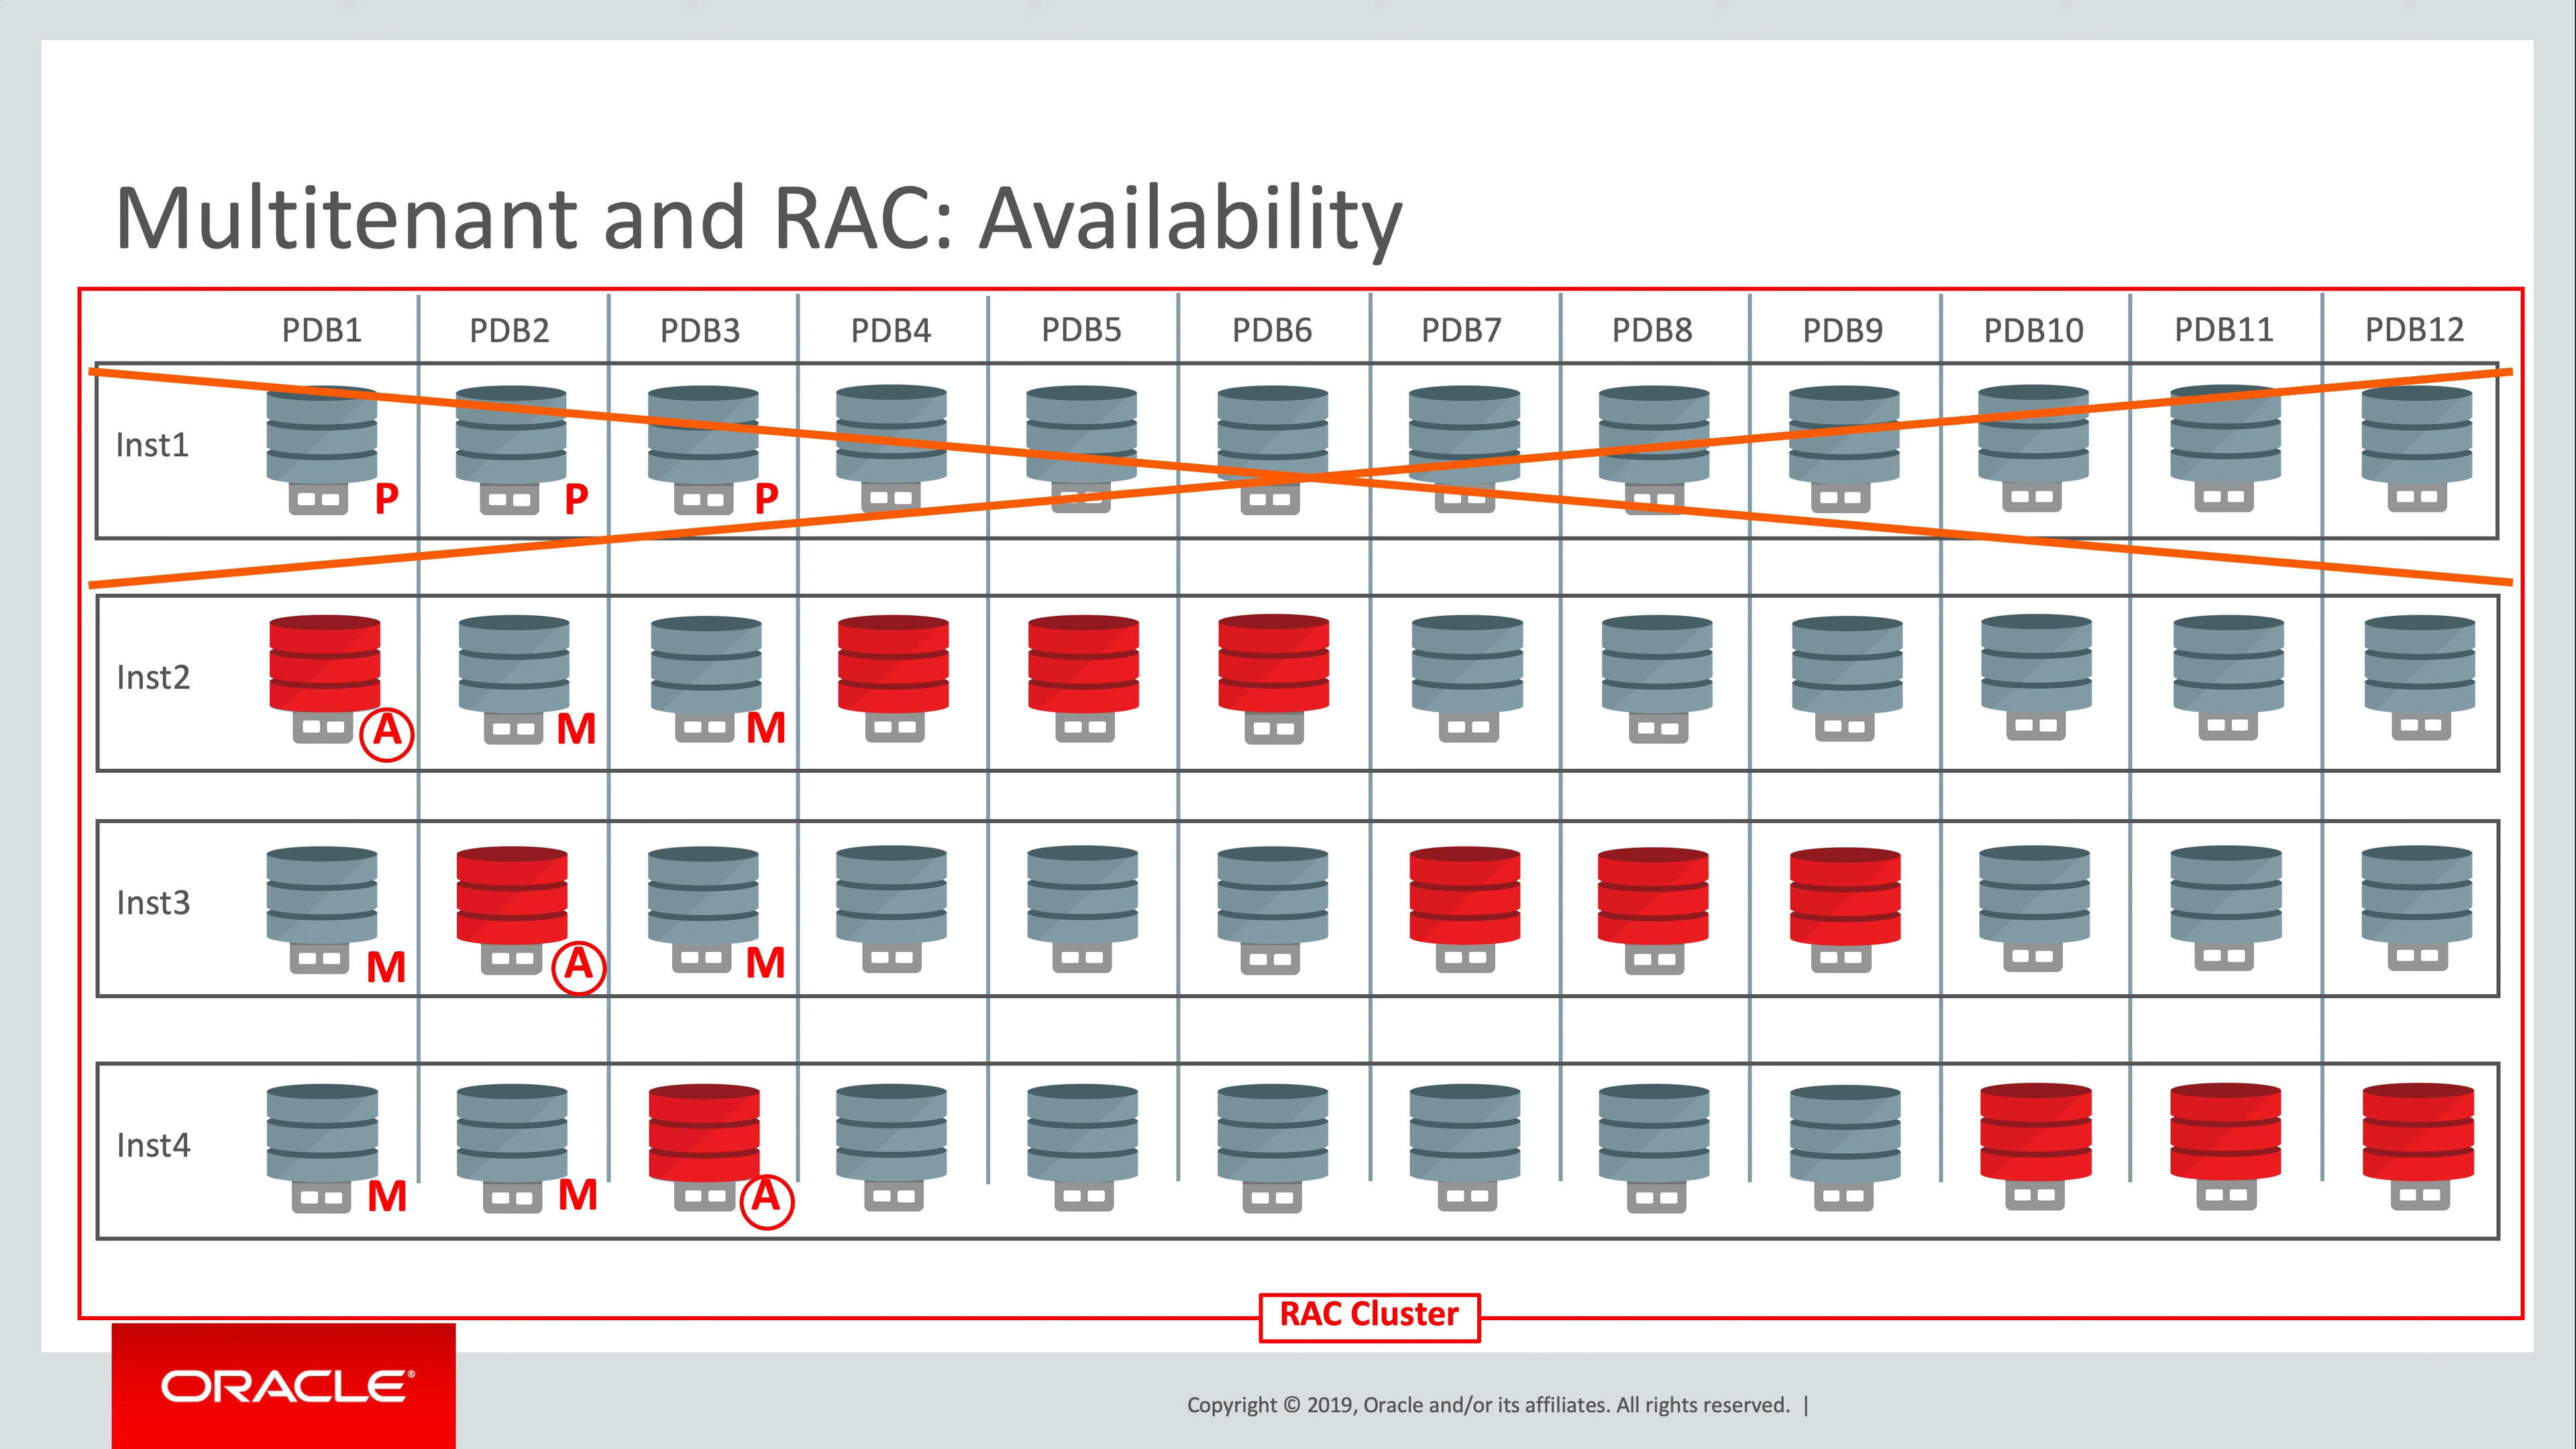 Multitenant and RAC: Availability
PDB1 PDB2 PDB3 PDB4 PDB5 PDB6 PDB7 PDB8 PDB9 PDB10 PDB11 PDB12
Inst1
P P P
Inst2
A M M
Inst3
M A M
Inst4
M M A
RAC Cluster
ORACLE®
Copyright © 2019, Oracle and/or its affiliates. All rights reserved. |